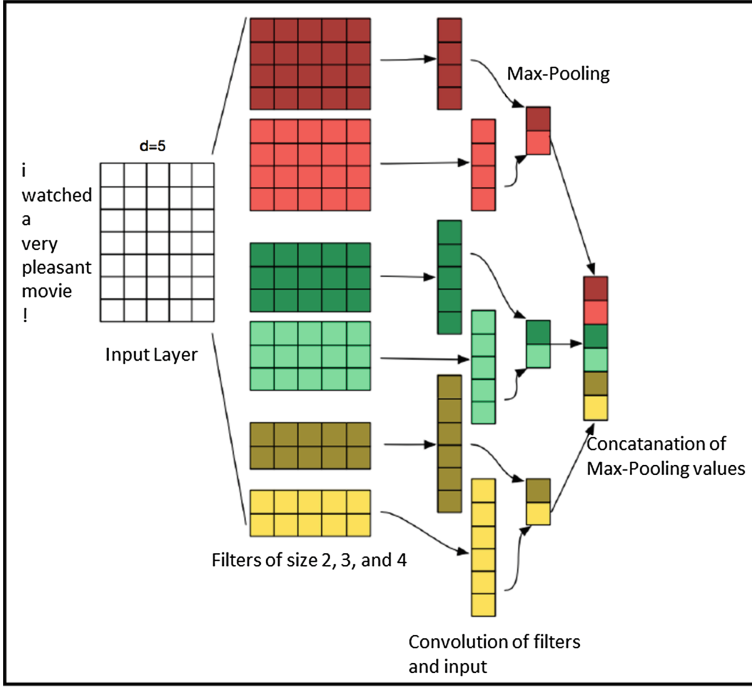 Max-Pooling
d=5
i
watched
a
very
pleasant
movie
!
Input Layer
Concatanation of
Max-Pooling values
Filters of size 2, 3, and 4
Convolution of filters
and input